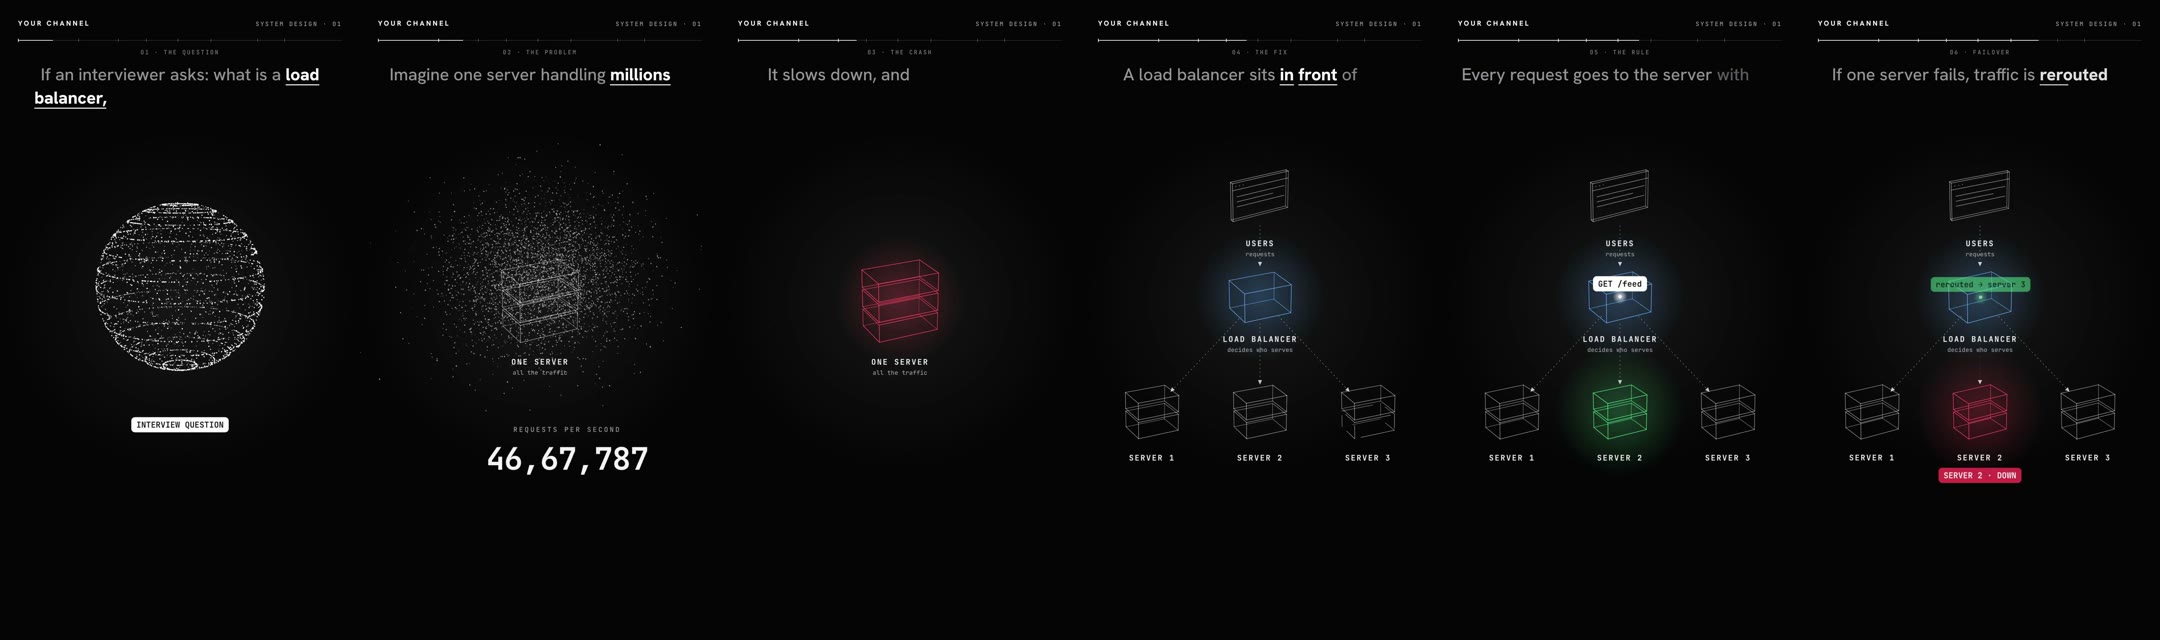 YOUR CHANNEL
SYSTEM DESIGN · 01
01 · THE QUESTION
If an interviewer asks: what is a load
balancer,
INTERVIEW QUESTION
YOUR CHANNEL
SYSTEM DESIGN · 01
02 · THE PROBLEM
Imagine one server handling millions
ONE SERVER
all the traffic
REQUESTS PER SECOND
46,67,787
YOUR CHANNEL
SYSTEM DESIGN · 01
03 · THE CRASH
It slows down, and
ONE SERVER
all the traffic
YOUR CHANNEL
SYSTEM DESIGN · 01
04 · THE FIX
A load balancer sits in front of
USERS
requests
LOAD BALANCER
decides who serves
SERVER 1
SERVER 2
SERVER 3
YOUR CHANNEL
SYSTEM DESIGN · 01
05 · THE RULE
Every request goes to the server with
USERS
requests
GET /feed
LOAD BALANCER
decides who serves
SERVER 1
SERVER 2
SERVER 3
YOUR CHANNEL
SYSTEM DESIGN · 01
06 · FAILOVER
If one server fails, traffic is rerouted
USERS
requests
rerouted → server 3
LOAD BALANCER
decides who serves
SERVER 1
SERVER 2
SERVER 3
SERVER 2 · DOWN